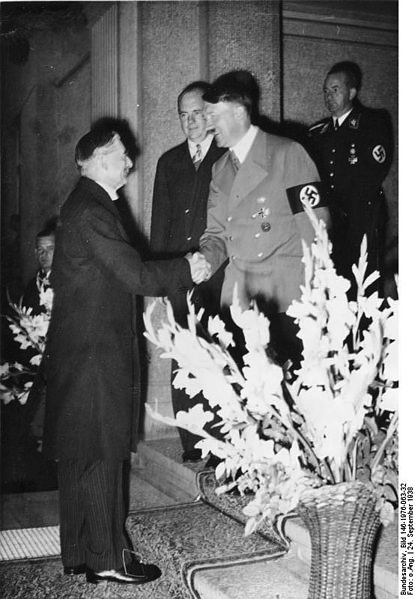 Bundesarchiv, Bild 146-1976-063-32
Foto: o.Ang. | 24. September 1938